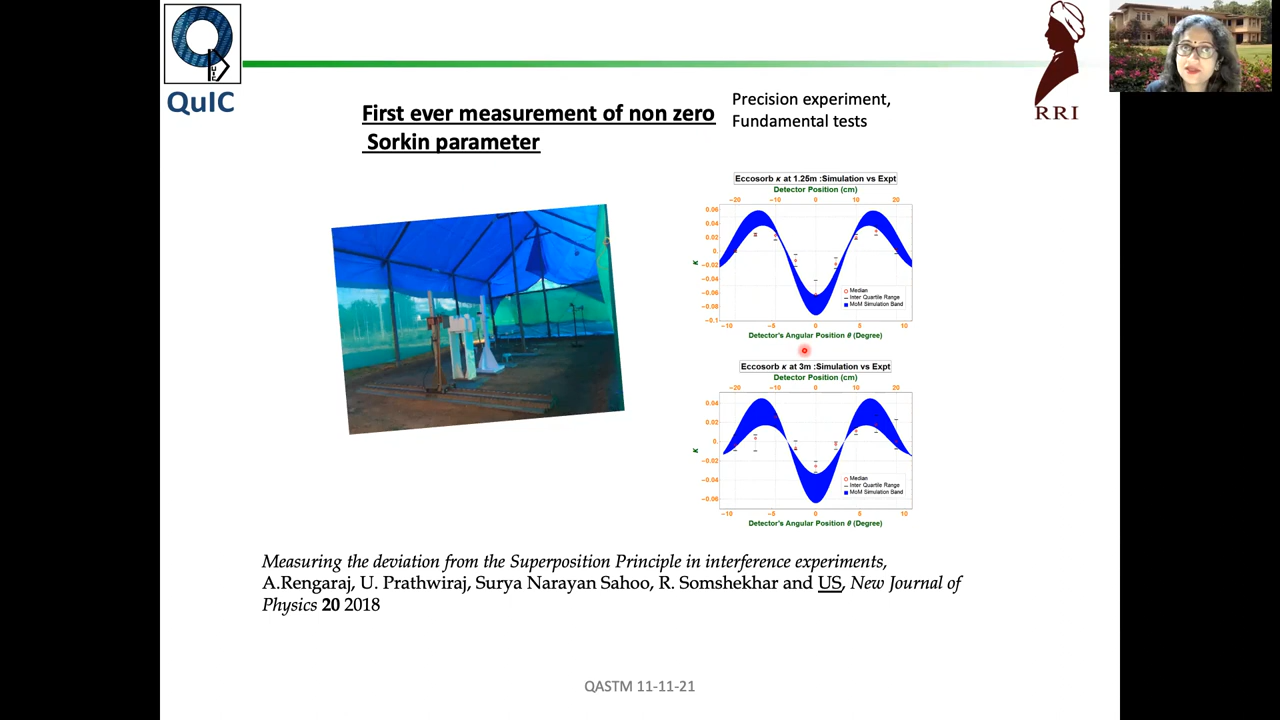 QuIC
RRI
First ever measurement of non zero
Sorkin parameter
Precision experiment,
Fundamental tests
Eccosorb κ at 1.25m :Simulation vs Expt
Detector Position (cm)
−20 −10 0 10 20
0.06
0.04
0.02
0.
−0.02
−0.04
−0.06
−0.08
−0.1
κ
Median
Inter Quartile Range
MoM Simulation Band
−10 −5 0 5 10
Detector's Angular Position θ (Degree)
Eccosorb κ at 3m :Simulation vs Expt
Detector Position (cm)
−20 −10 0 10 20
0.04
0.02
0.
−0.02
−0.04
−0.06
κ
Median
Inter Quartile Range
MoM Simulation Band
−10 −5 0 5 10
Detector's Angular Position θ (Degree)
Measuring the deviation from the Superposition Principle in interference experiments,
A.Rengaraj, U. Prathwiraj, Surya Narayan Sahoo, R. Somshekhar and US, New Journal of
Physics 20 2018
QASTM 11-11-21